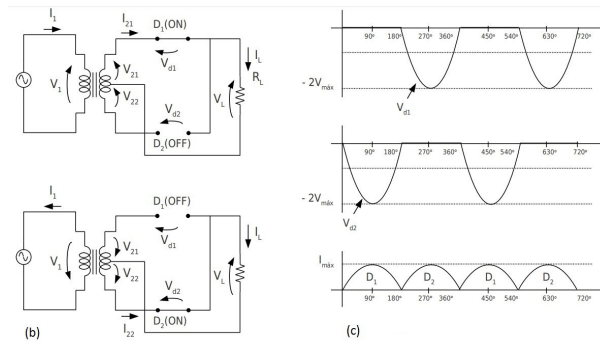 I1
I21
D1(ON)
Vd1
IL
RL
V1
V21
V22
VL
Vd2
D2(OFF)
I1
D1(OFF)
Vd1
IL
V1
V21
V22
VL
Vd2
D2(ON)
I22
(b)
(c)
90º 180º 270º 360º 450º 540º 630º 720º
- 2Vmáx
Vd1
90º 180º 270º 360º 450º 540º 630º 720º
- 2Vmáx
Vd2
Imáx
D1 D2 D1 D2
90º 180º 270º 360º 450º 540º 630º 720º